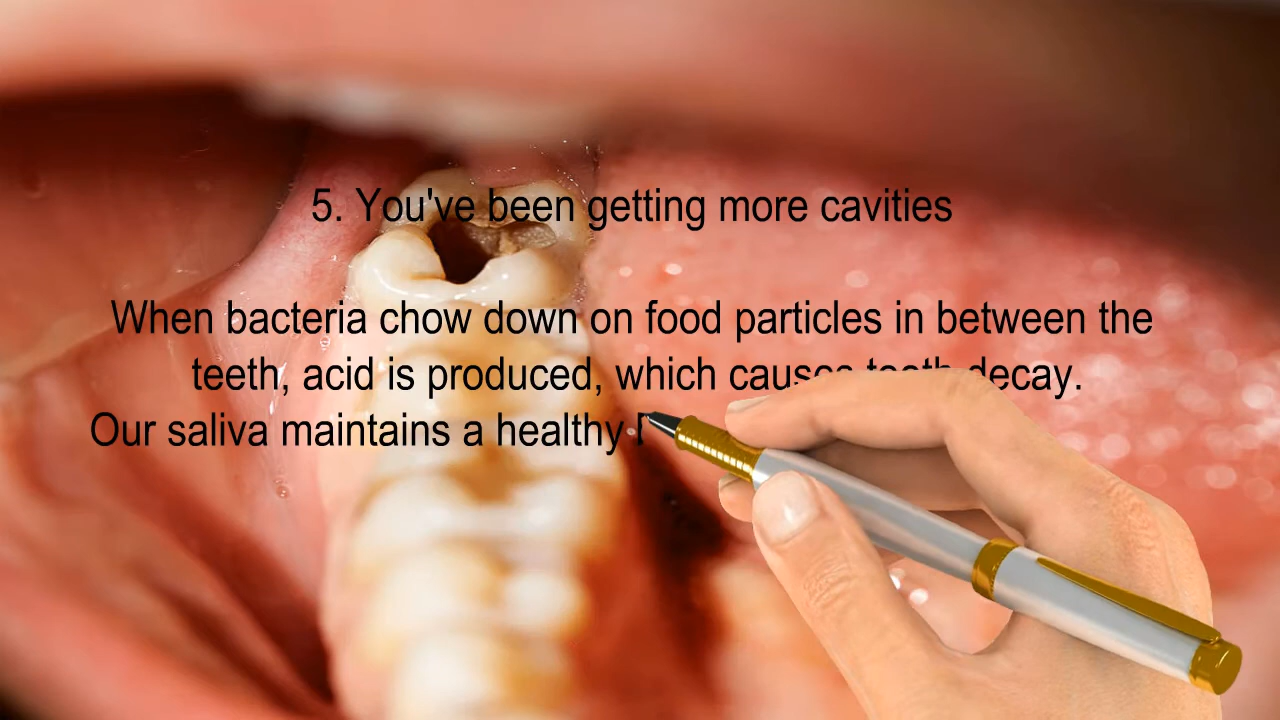 5. You've been getting more cavities
When bacteria chow down on food particles in between the
teeth, acid is produced, which causes tooth decay.
Our saliva maintains a healthy